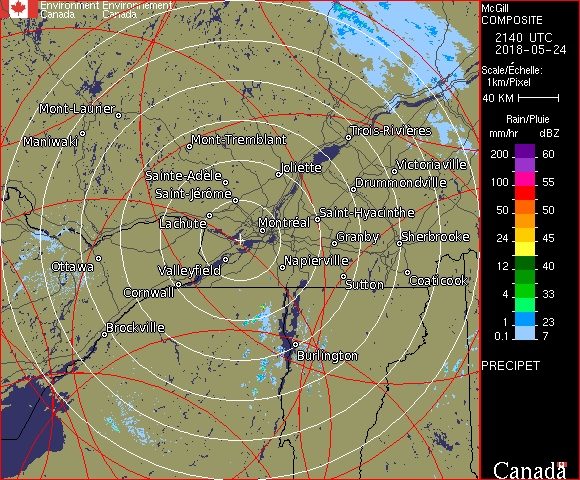 Environment Environnement
Canada Canada
McGill
COMPOSITE
2140 UTC
2018-05-24
Scale/Échelle:
1km/Pixel
40 KM
Rain/Pluie
mm/hr dBZ
200 60
100 55
50 50
24 45
12 40
4 33
1 23
0.1 7
PRECIPET
Canada
Mont-Laurier
Maniwaki
Mont-Tremblant
Trois-Rivières
Joliette
Victoriaville
Sainte-Adèle
Drummondville
Saint-Jérôme
Saint-Hyacinthe
Lachute
Montréal
Granby
Sherbrooke
Ottawa
Valleyfield
Napierville
Sutton
Coaticook
Cornwall
Brockville
Burlington